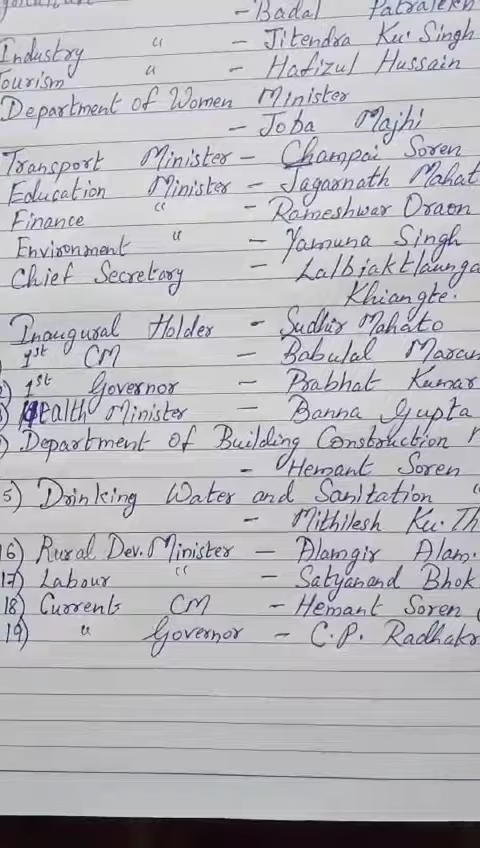 - Badal Patralekh
Industry " - Jitendra Ku. Singh
Tourism " - Hafizul Hussain
Department of Women Minister
- Joba Majhi
Transport Minister - Champai Soren
Education Minister - Jagarnath Mahat
Finance " - Rameshwar Oraon
Environment " - Yamuna Singh
Chief Secretary - Lalbiaktlaunga
Khiangte.
Inaugural Holder - Sudhir Mahato
1st CM - Babulal Maran
1st Governor - Prabhat Kumar
Health Minister - Banna Gupta
Department of Building Construction
- Hemant Soren
5) Drinking Water and Sanitation "
- Mithilesh Ku. Th
16) Rural Dev. Minister - Alamgir Alam.
17) Labour " - Satyanand Bhok
18) Current CM - Hemant Soren
19) " Governor - C.P. Radhakr